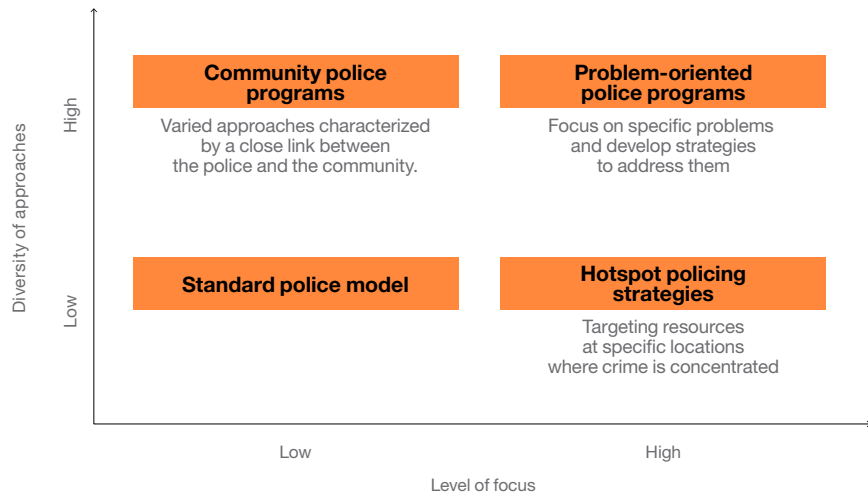 Diversity of approaches
High
Low
Community police
programs
Varied approaches characterized
by a close link between
the police and the community.
Problem-oriented
police programs
Focus on specific problems
and develop strategies
to address them
Standard police model
Hotspot policing
strategies
Targeting resources
at specific locations
where crime is concentrated
Low
High
Level of focus